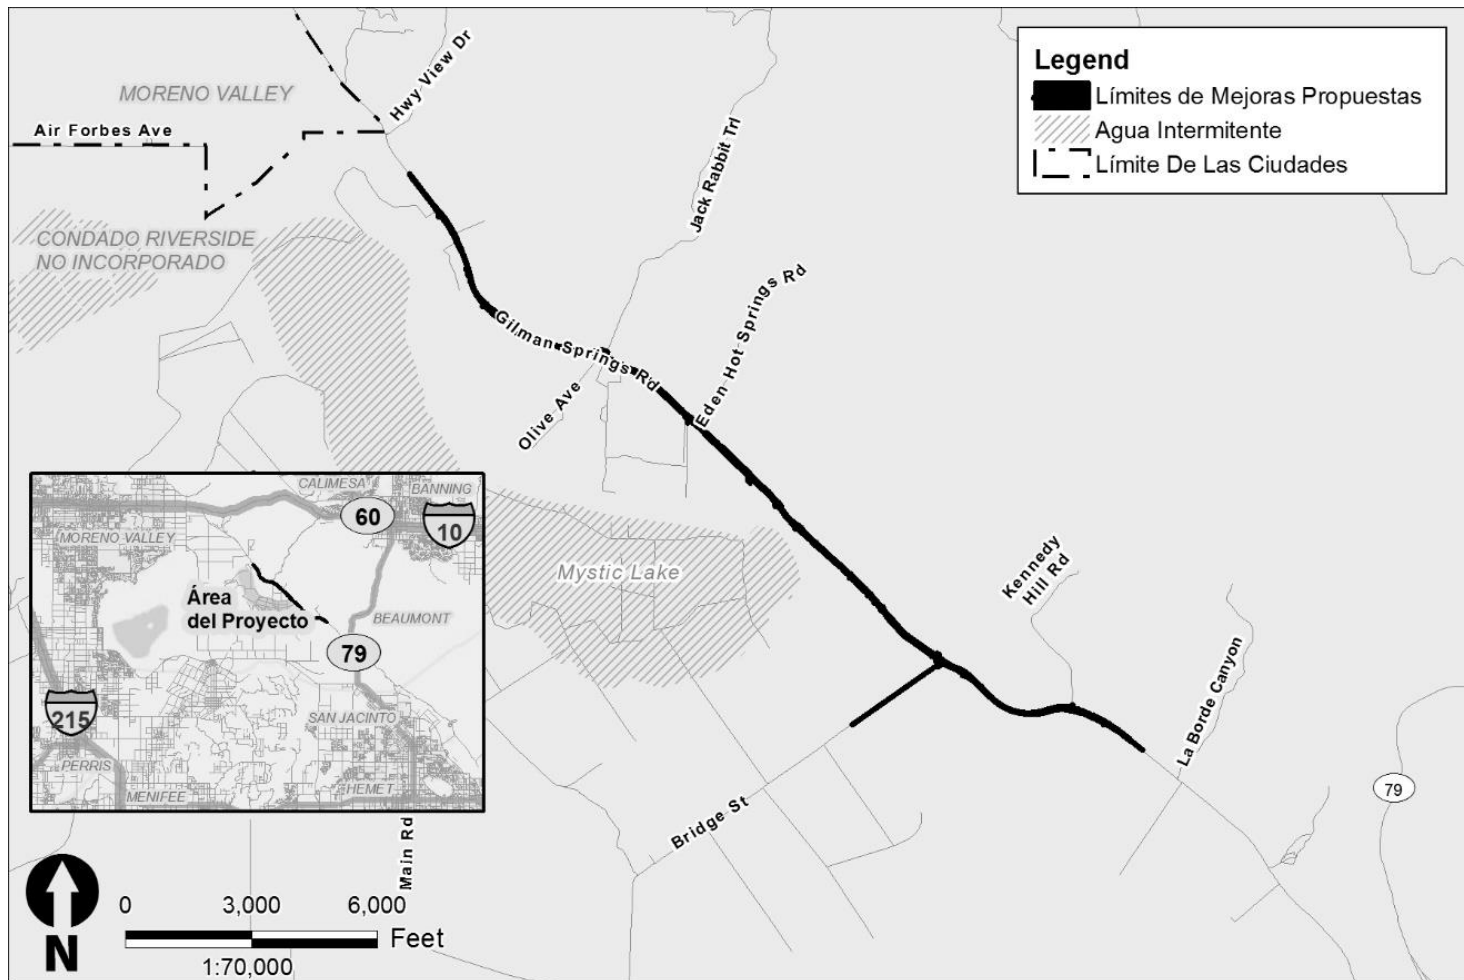 Legend
Límites de Mejoras Propuestas
Agua Intermitente
Límite De Las Ciudades
MORENO VALLEY
Hwy View Dr
Air Forbes Ave
Jack Rabbit Trl
CONDADO RIVERSIDE
NO INCORPORADO
Gilman Springs Rd
Eden Hot Springs Rd
Olive Ave
Mystic Lake
Kennedy
Hill Rd
La Borde Canyon
79
Bridge St
Main Rd
CALIMESA
BANNING
60
10
MORENO VALLEY
Área
del Proyecto
BEAUMONT
79
215
SAN JACINTO
PERRIS
MENIFEE
HEMET
N
0 3,000 6,000
Feet
1:70,000